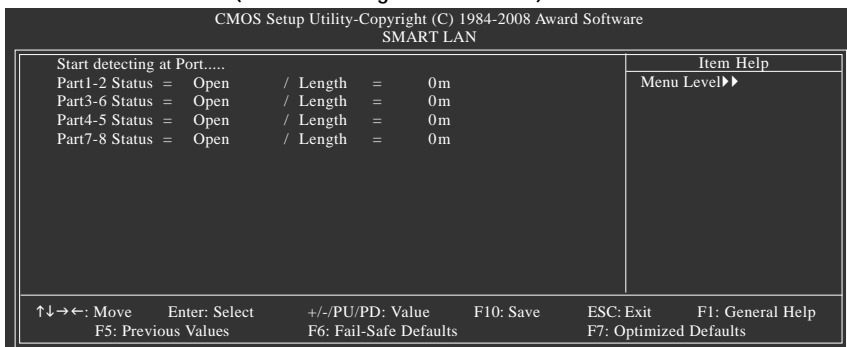 CMOS Setup Utility-Copyright (C) 1984-2008 Award Software
SMART LAN
Start detecting at Port.....
Part1-2 Status = Open / Length = 0m
Part3-6 Status = Open / Length = 0m
Part4-5 Status = Open / Length = 0m
Part7-8 Status = Open / Length = 0m
Item Help
Menu Level▶▶
↑↓→←: Move Enter: Select +/-/PU/PD: Value F10: Save ESC: Exit F1: General Help
F5: Previous Values F6: Fail-Safe Defaults F7: Optimized Defaults